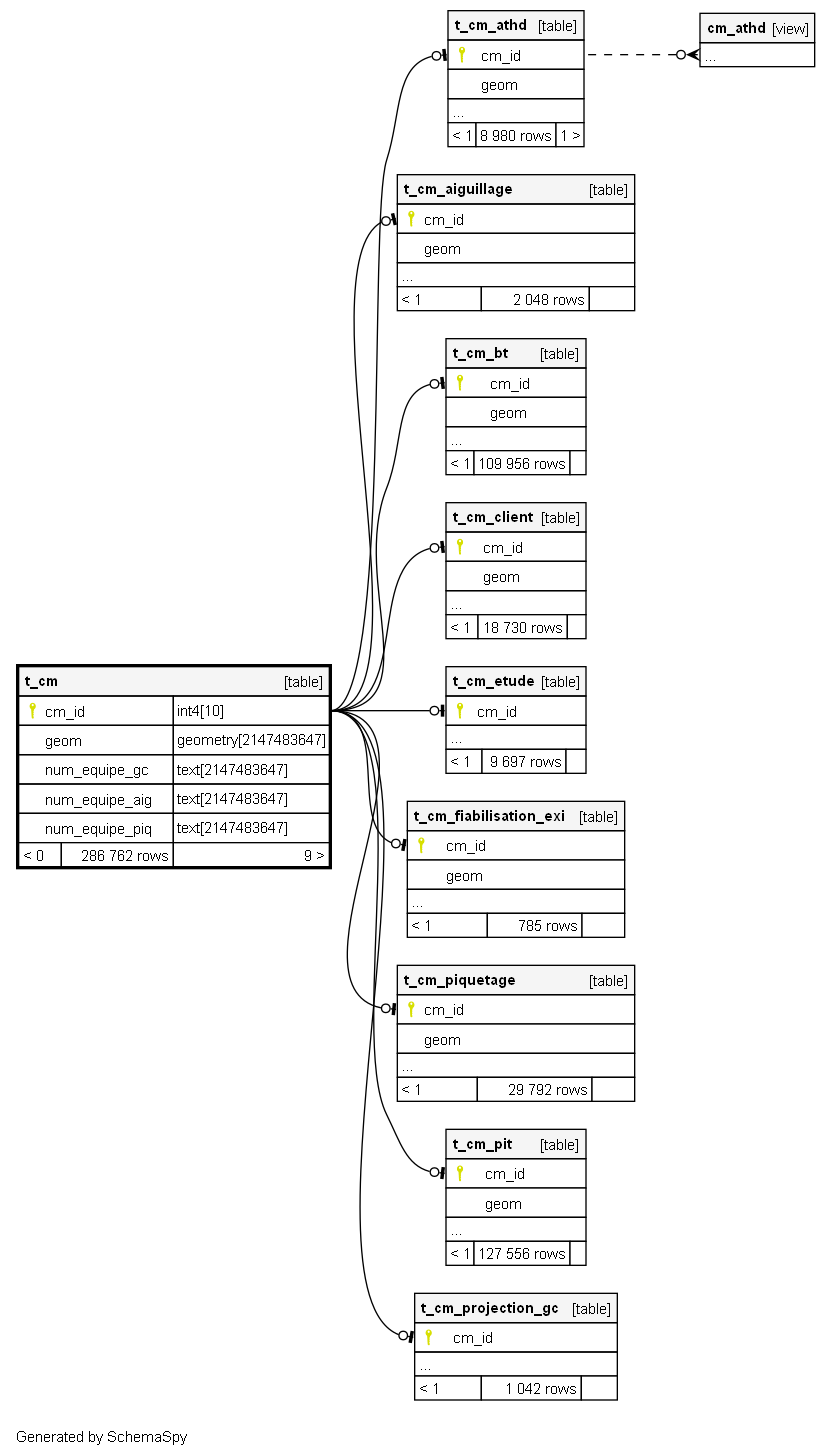 t_cm_athd [table]
cm_id
geom
...
< 1 8 980 rows 1 >
cm_athd [view]
...
t_cm_aiguillage [table]
cm_id
geom
...
< 1 2 048 rows
t_cm_bt [table]
cm_id
geom
...
< 1 109 956 rows
t_cm_client [table]
cm_id
geom
...
< 1 18 730 rows
t_cm [table]
cm_id int4[10]
geom geometry[2147483647]
num_equipe_gc text[2147483647]
num_equipe_aig text[2147483647]
num_equipe_piq text[2147483647]
< 0 286 762 rows 9 >
t_cm_etude [table]
cm_id
...
< 1 9 697 rows
t_cm_fiabilisation_exi [table]
cm_id
geom
...
< 1 785 rows
t_cm_piquetage [table]
cm_id
geom
...
< 1 29 792 rows
t_cm_pit [table]
cm_id
geom
...
< 1 127 556 rows
t_cm_projection_gc [table]
cm_id
...
< 1 1 042 rows
Generated by SchemaSpy